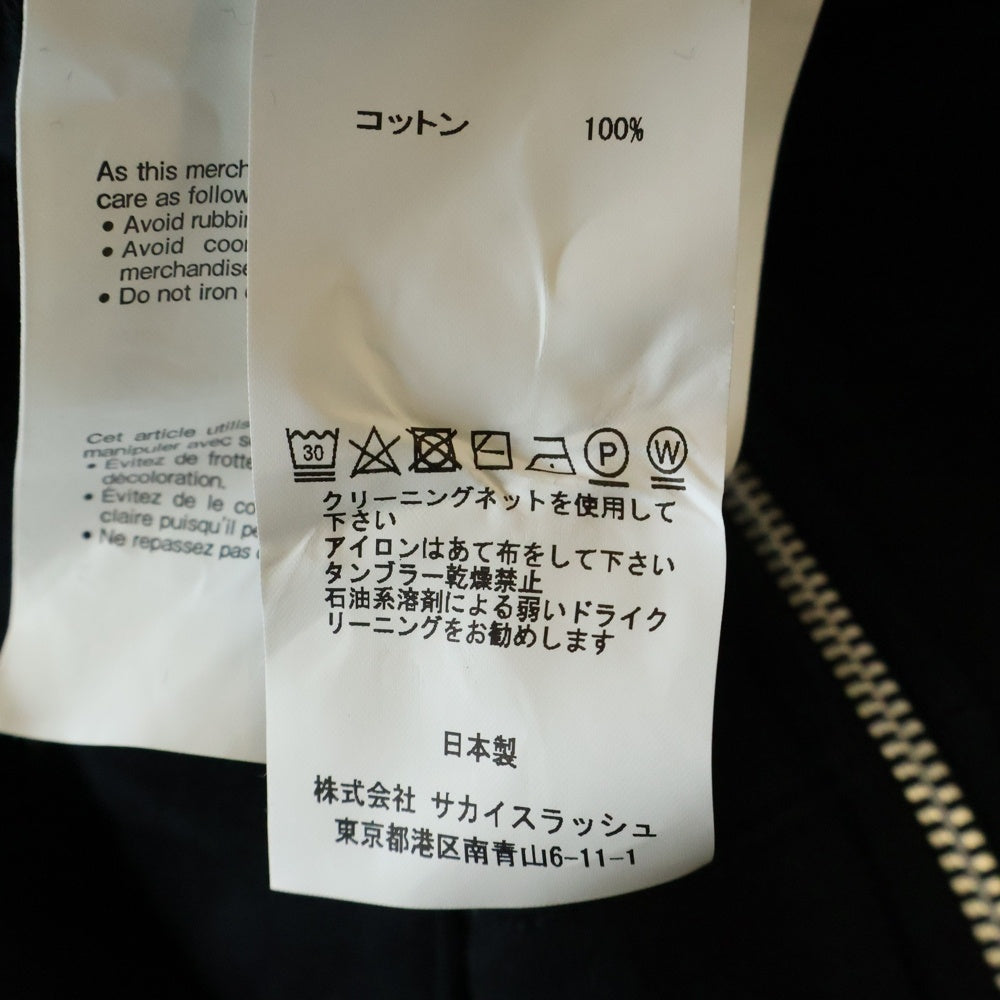 As this merch
care as follow
• Avoid rubbi
• Avoid coor
merchandise
• Do not iron
Cet article utilis
manipuler avec s
• Évitez de frotte
décoloration.
• Évitez de le co
claire puisqu'il pe
• Ne repassez pas
コットン 100%
30 P W
クリーニングネットを使用して
下さい
アイロンはあて布をして下さい
タンブラー乾燥禁止
石油系溶剤による弱いドライク
リーニングをお勧めします
日本製
株式会社 サカイスラッシュ
東京都港区南青山6-11-1